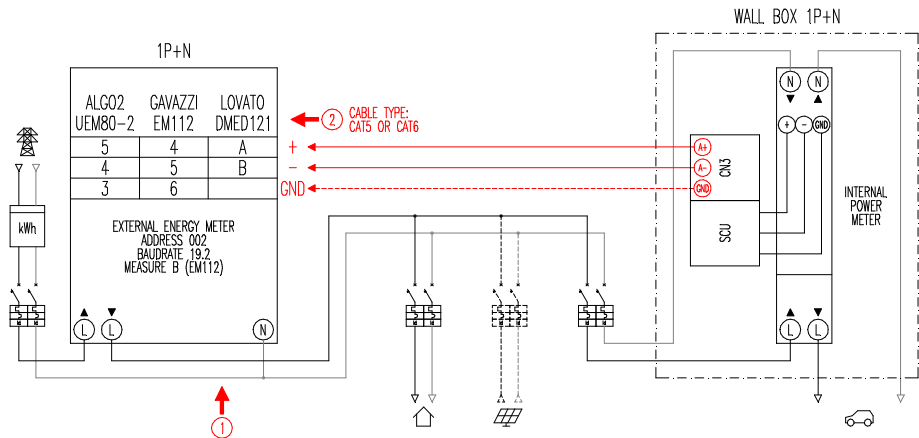 WALL BOX 1P+N
1P+N
ALGO2 GAVAZZI LOVATO
UEM80-2 EM112 DMED121
5 4 A +
4 5 B −
3 6 GND
2 CABLE TYPE:
CAT5 OR CAT6
N N
+ − GND
A+
A-
GND
CN3
SCU
INTERNAL
POWER
METER
kWh
EXTERNAL ENERGY METER
ADDRESS 002
BAUDRATE 19.2
MEASURE B (EM112)
L L N
L L
1